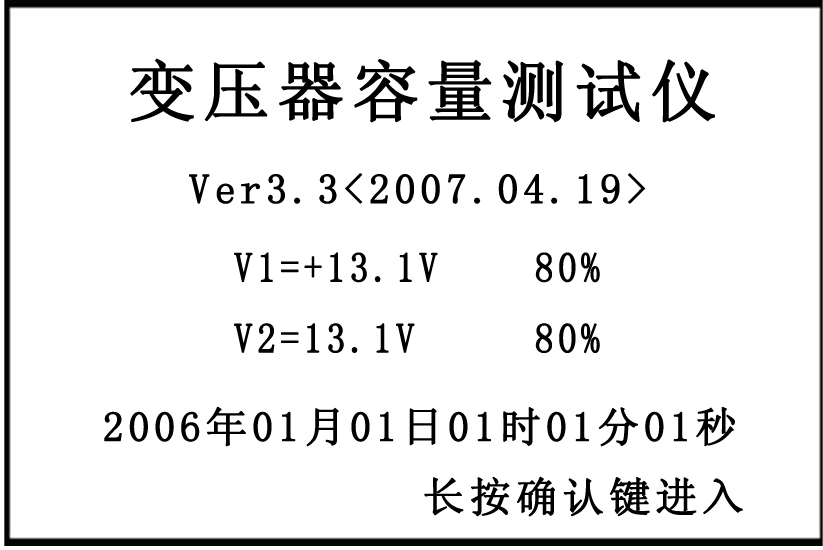 变压器容量测试仪
Ver3.3<2007.04.19>
V1=+13.1V 80%
V2=13.1V 80%
2006年01月01日01时01分01秒
长按确认键进入